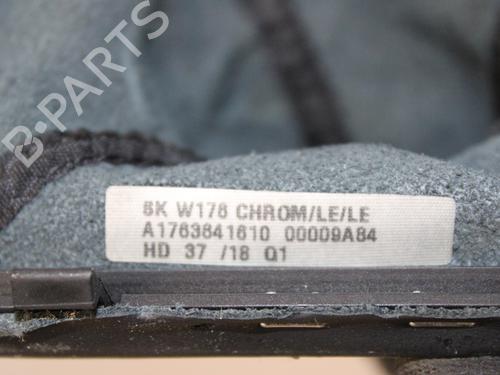 B-PARTS
SK W176 CHROM/LE/LE
A1763841610 00009A84
HD 37 /18 Q1